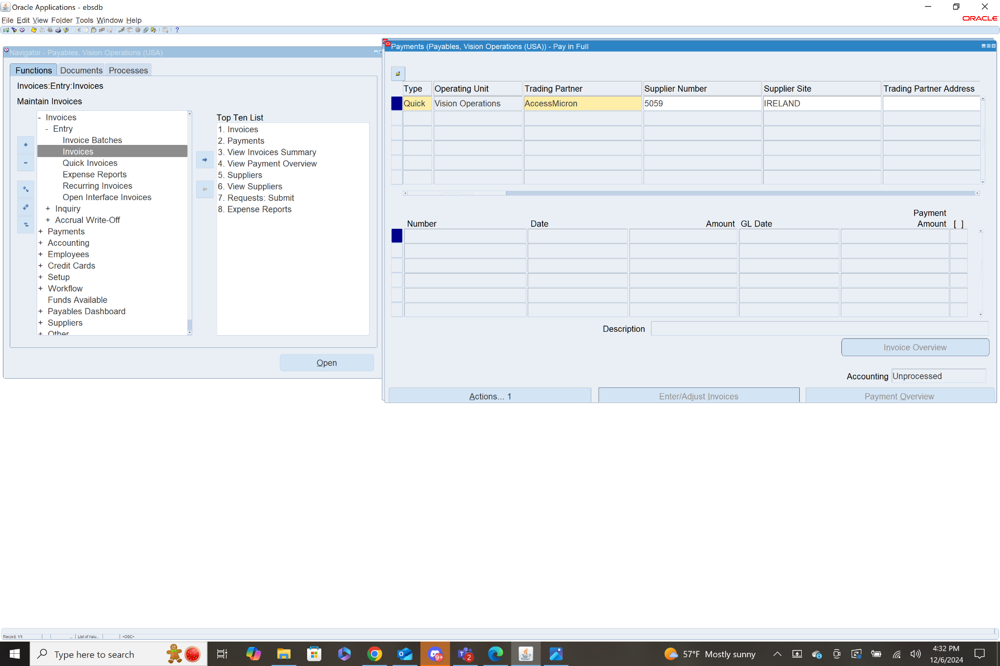 Oracle Applications - ebsdb
File Edit View Folder Tools Window Help
ORACLE
?
Navigator - Payables, Vision Operations (USA)
Functions Documents Processes
Invoices:Entry:Invoices
Maintain Invoices
- Invoices
- Entry
Invoice Batches
Invoices
Quick Invoices
Expense Reports
Recurring Invoices
Open Interface Invoices
+ Inquiry
+ Accrual Write-Off
+ Payments
+ Accounting
+ Employees
+ Credit Cards
+ Setup
+ Workflow
Funds Available
+ Payables Dashboard
+ Suppliers
+ Other
Top Ten List
1. Invoices
2. Payments
3. View Invoices Summary
4. View Payment Overview
5. Suppliers
6. View Suppliers
7. Requests: Submit
8. Expense Reports
Open
Payments (Payables, Vision Operations (USA)) - Pay in Full
Type Operating Unit Trading Partner Supplier Number Supplier Site Trading Partner Address
Quick Vision Operations AccessMicron 5059 IRELAND
Payment
Number Date Amount GL Date Amount [ ]
Description
Invoice Overview
Accounting Unprocessed
Actions... 1 Enter/Adjust Invoices Payment Overview
Record: 1/1 ... List of Valu... <OSC>
Type here to search
9+
T 2
57°F Mostly sunny
4:32 PM
12/6/2024